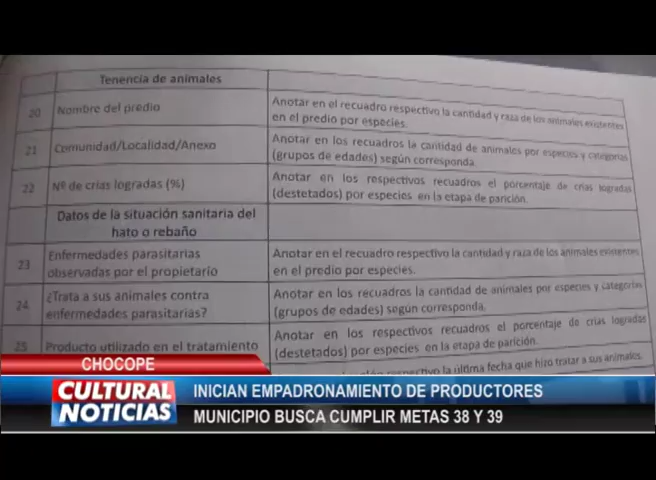 Tenencia de animales
20 Nombre del predio
Anotar en el recuadro respectivo la cantidad y raza de los animales existentes
en el predio por especies.
21 Comunidad/Localidad/Anexo
Anotar en los recuadros la cantidad de animales por especies y categorías
(grupos de edades) según corresponda.
22 Nº de crías logradas (%)
Anotar en los respectivos recuadros el porcentaje de crías logradas
(destetados) por especies en la etapa de parición.
Datos de la situación sanitaria del
hato o rebaño
23 Enfermedades parasitarias
observadas por el propietario
Anotar en el recuadro respectivo la cantidad y raza de los animales existentes
en el predio por especies.
24 ¿Trata a sus animales contra
enfermedades parasitarias?
Anotar en los recuadros la cantidad de animales por especies y categorías
(grupos de edades) según corresponda.
25 Producto utilizado en el tratamiento
Anotar en los respectivos recuadros el porcentaje de crías logradas
(destetados) por especies en la etapa de parición.
respectivo la última fecha que hizo tratar a sus animales.
CHOCOPE
CULTURAL
NOTICIAS
INICIAN EMPADRONAMIENTO DE PRODUCTORES
MUNICIPIO BUSCA CUMPLIR METAS 38 Y 39